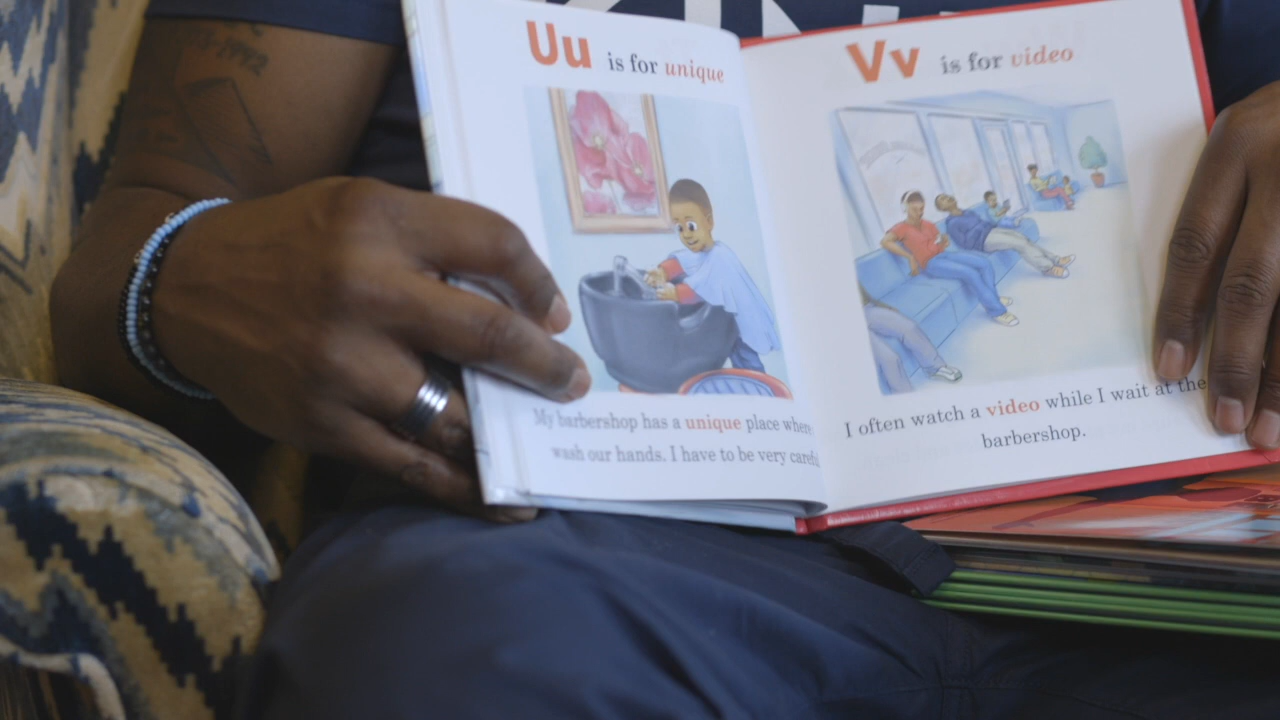 Uu is for unique
My barbershop has a unique place where
wash our hands. I have to be very
Vv is for video
I often watch a video while I wait at the
barbershop.